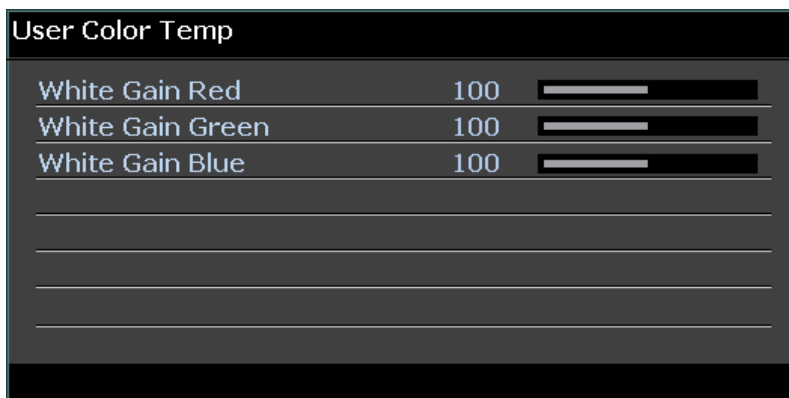 User Color Temp
White Gain Red 100
White Gain Green 100
White Gain Blue 100